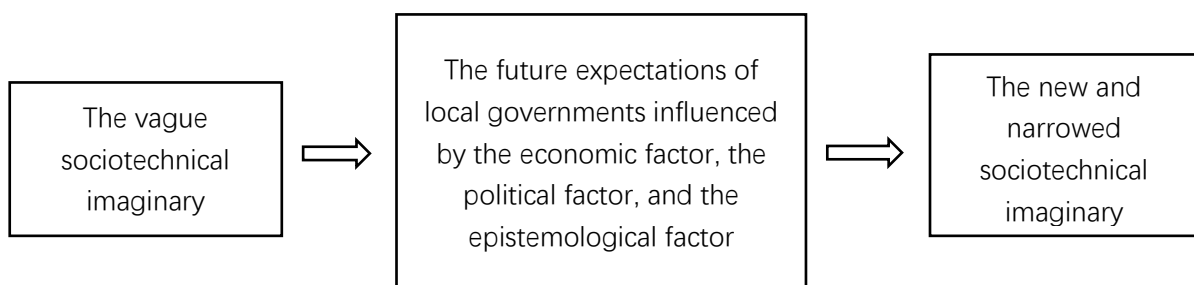 The vague
sociotechnical
imaginary
The future expectations of
local governments influenced
by the economic factor, the
political factor, and the
epistemological factor
The new and
narrowed
sociotechnical
imaginary